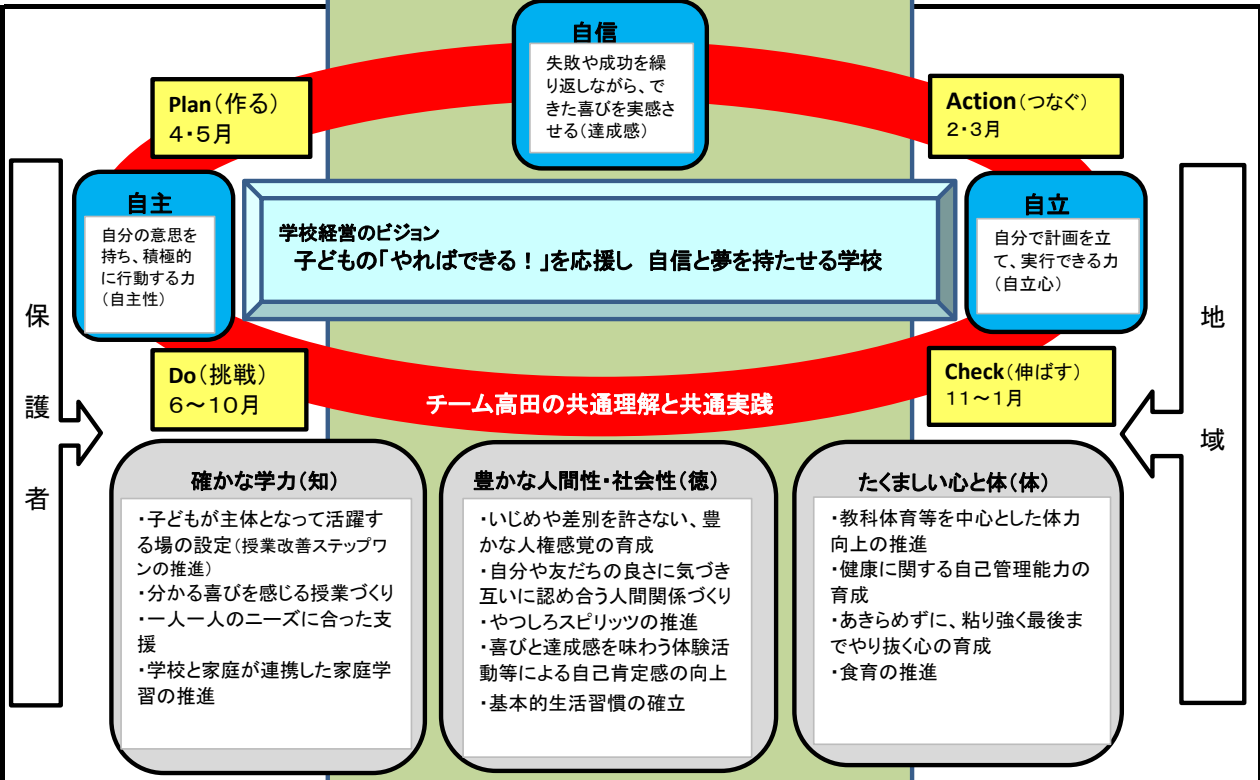 自信
失敗や成功を繰
り返しながら、で
きた喜びを実感さ
せる(達成感)
Plan(作る)
4・5月
Action(つなぐ)
2・3月
自主
自分の意思を
持ち、積極的
に行動する力
(自主性)
学校経営のビジョン
子どもの「やればできる！」を応援し 自信と夢を持たせる学校
自立
自分で計画を立
て、実行できる力
(自立心)
保護者
地域
Do(挑戦)
6～10月
チーム高田の共通理解と共通実践
Check(伸ばす)
11～1月
確かな学力(知)
・子どもが主体となって活躍す
る場の設定(授業改善ステップワ
ンの推進)
・分かる喜びを感じる授業づくり
・一人一人のニーズに合った支
援
・学校と家庭が連携した家庭学
習の推進
豊かな人間性・社会性(徳)
・いじめや差別を許さない、豊
かな人権感覚の育成
・自分や友だちの良さに気づき
互いに認め合う人間関係づくり
・やつしろスピリッツの推進
・喜びと達成感を味わう体験活
動等による自己肯定感の向上
・基本的生活習慣の確立
たくましい心と体(体)
・教科体育等を中心とした体力
向上の推進
・健康に関する自己管理能力の
育成
・あきらめずに、粘り強く最後ま
でやり抜く心の育成
・食育の推進